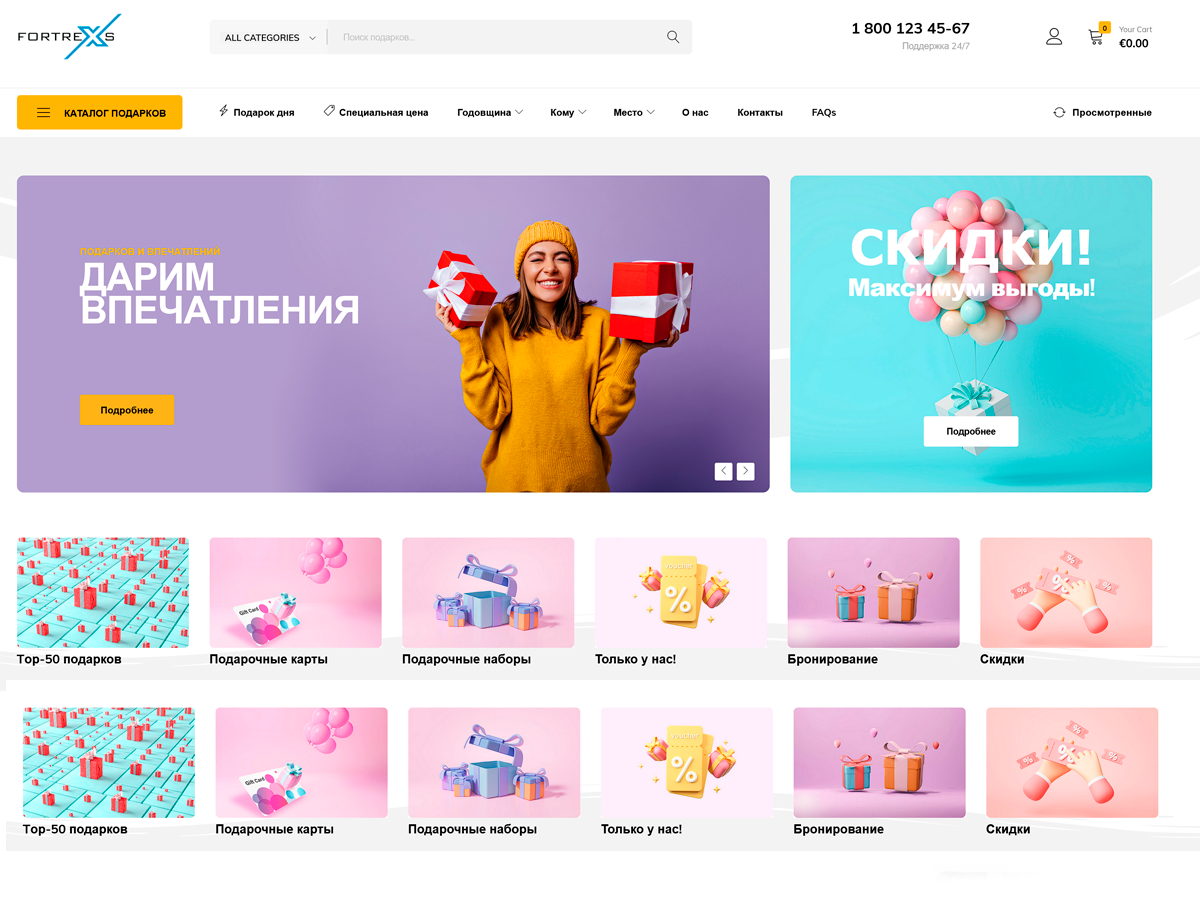 FORTREXS
ALL CATEGORIES
Поиск подарков...
1 800 123 45-67
Поддержка 24/7
0
Your Cart
€0.00
КАТАЛОГ ПОДАРКОВ
Подарок дня
Специальная цена
Годовщина
Кому
Место
О нас
Контакты
FAQs
Просмотренные
ПОДАРКОВ И ВПЕЧАТЛЕНИЙ
ДАРИМ
ВПЕЧАТЛЕНИЯ
Подробнее
СКИДКИ!
Максимум выгоды!
Подробнее
Gift Card
voucher
%
%
%
%
%
Top-50 подарков
Подарочные карты
Подарочные наборы
Только у нас!
Бронирование
Скидки
Gift Card
voucher
%
%
%
%
%
Top-50 подарков
Подарочные карты
Подарочные наборы
Только у нас!
Бронирование
Скидки